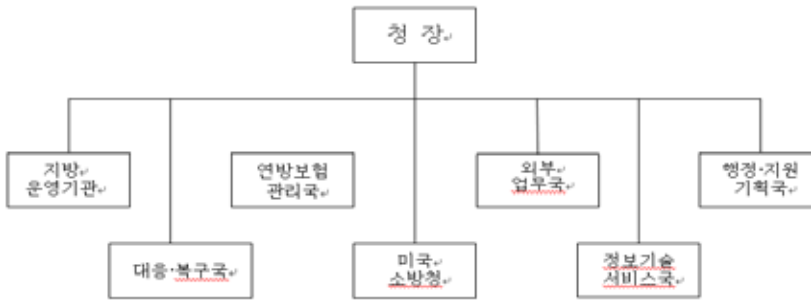 청 장
지방
운영기관
연방보험
관리국
외부
업무국
행정·지원
기획국
대응·복구국
미국
소방청
정보기술
서비스국